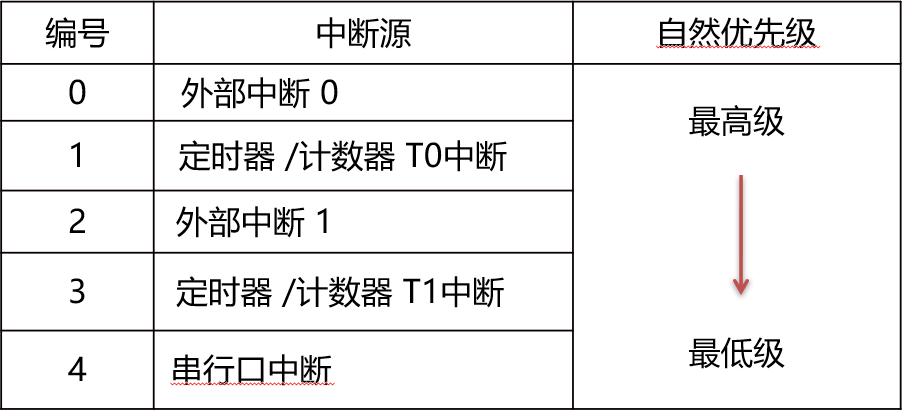 编号 中断源 自然优先级
0 外部中断 0
最高级
1 定时器 /计数器 T0中断
2 外部中断 1
3 定时器 /计数器 T1中断
最低级
4 串行口中断